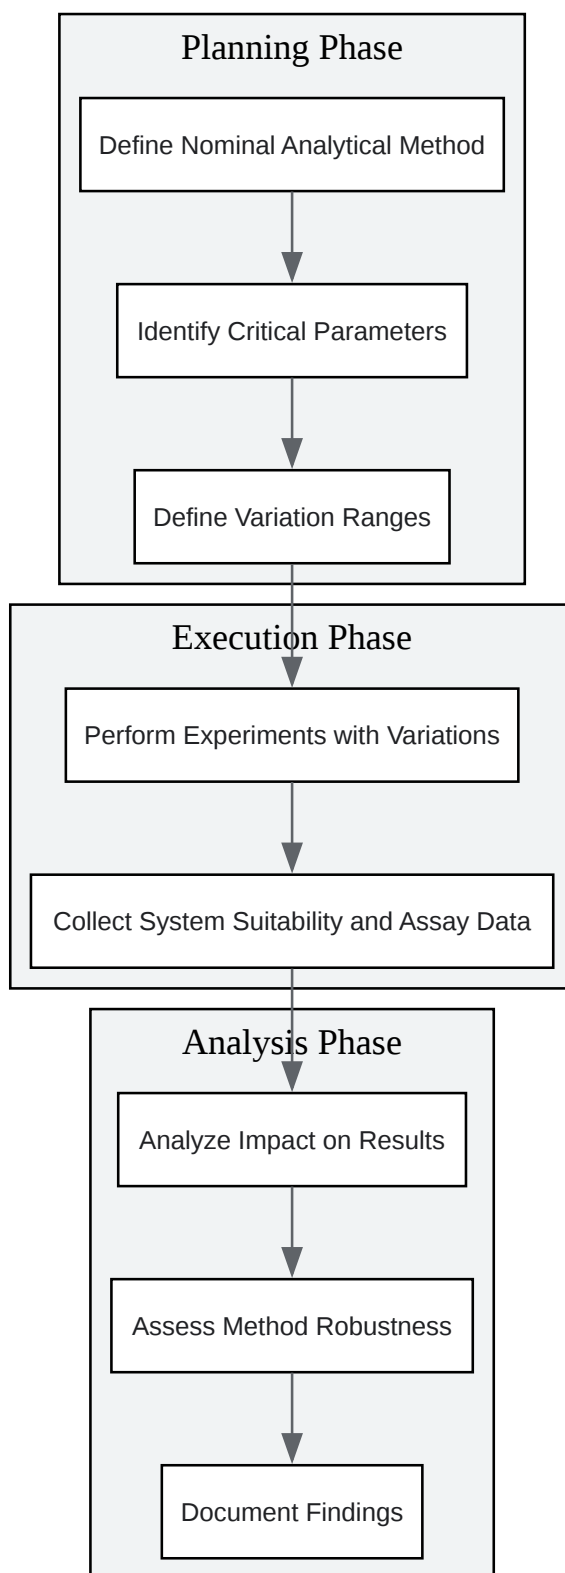 Planning Phase
Define Nominal Analytical Method
Identify Critical Parameters
Define Variation Ranges
Execution Phase
Perform Experiments with Variations
Collect System Suitability and Assay Data
Analysis Phase
Analyze Impact on Results
Assess Method Robustness
Document Findings